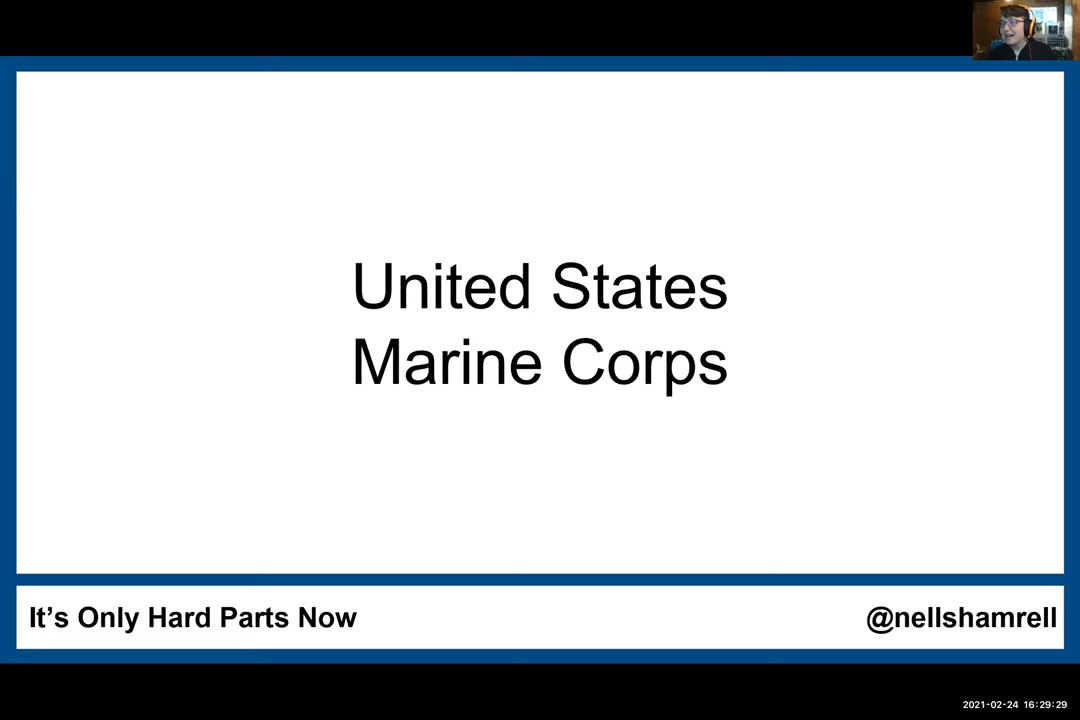 United States
Marine Corps
It’s Only Hard Parts Now
@nellshamrell
2021-02-24 16:29:29